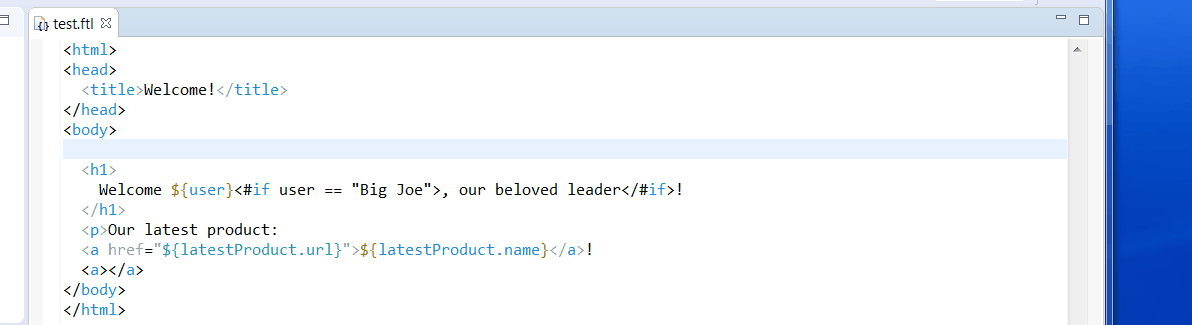 test.ftl
<html>
<head>
  <title>Welcome!</title>
</head>
<body>
  <h1>
    Welcome ${user}<#if user == "Big Joe">, our beloved leader</#if>!
  </h1>
  <p>Our latest product:
  <a href="${latestProduct.url}">${latestProduct.name}</a>!
  <a></a>
</body>
</html>